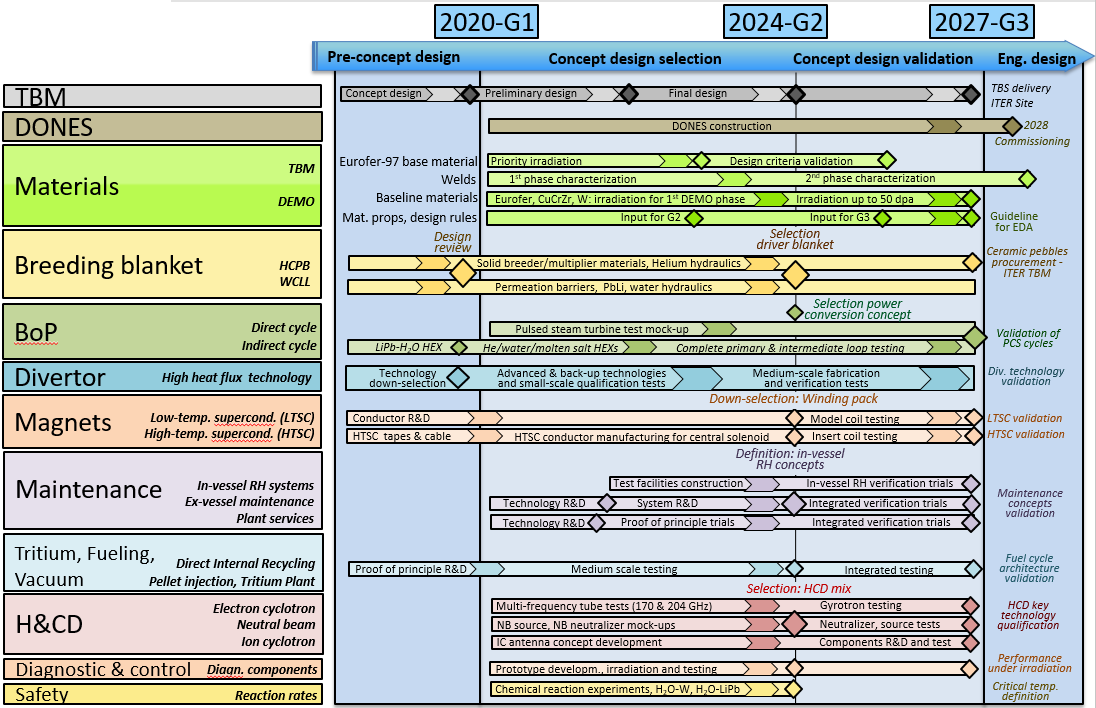 2020-G1
2024-G2
2027-G3
Pre-concept design
Concept design selection
Concept design validation
Eng. design
TBM
Concept design
Preliminary design
Final design
TBS delivery
ITER Site
DONES
DONES construction
2028
Commissioning
Materials
TBM
DEMO
Eurofer-97 base material
Priority irradiation
Design criteria validation
Welds
1st phase characterization
2nd phase characterization
Baseline materials
Eurofer, CuCrZr, W: irradiation for 1st DEMO phase
Irradiation up to 50 dpa
Mat. props, design rules
Input for G2
Input for G3
Guideline
for EDA
Breeding blanket
HCPB
WCLL
Design
review
Selection
driver blanket
Solid breeder/multiplier materials, Helium hydraulics
Permeation barriers, PbLi, water hydraulics
Ceramic pebbles
procurement -
ITER TBM
BoP
Direct cycle
Indirect cycle
Selection power
conversion concept
Pulsed steam turbine test mock-up
LiPb-H2O HEX
He/water/molten salt HEXs
Complete primary & intermediate loop testing
Validation of
PCS cycles
Divertor
High heat flux technology
Technology
down-selection
Advanced & back-up technologies
and small-scale qualification tests
Medium-scale fabrication
and verification tests
Div. technology
validation
Magnets
Low-temp. supercond. (LTSC)
High-temp. supercond. (HTSC)
Down-selection: Winding pack
Conductor R&D
Model coil testing
LTSC validation
HTSC tapes & cable
HTSC conductor manufacturing for central solenoid
Insert coil testing
HTSC validation
Maintenance
In-vessel RH systems
Ex-vessel maintenance
Plant services
Definition: in-vessel
RH concepts
Test facilities construction
In-vessel RH verification trials
Technology R&D
System R&D
Integrated verification trials
Technology R&D
Proof of principle trials
Integrated verification trials
Maintenance
concepts
validation
Tritium, Fueling,
Vacuum
Direct Internal Recycling
Pellet injection, Tritium Plant
Proof of principle R&D
Medium scale testing
Integrated testing
Fuel cycle
architecture
validation
H&CD
Electron cyclotron
Neutral beam
Ion cyclotron
Selection: HCD mix
Multi-frequency tube tests (170 & 204 GHz)
Gyrotron testing
NB source, NB neutralizer mock-ups
Neutralizer, source tests
IC antenna concept development
Components R&D and test
HCD key
technology
qualification
Diagnostic & control
Diagn. components
Prototype developm., irradiation and testing
Performance
under irradiation
Safety
Reaction rates
Chemical reaction experiments, H2O-W, H2O-LiPb
Critical temp.
definition